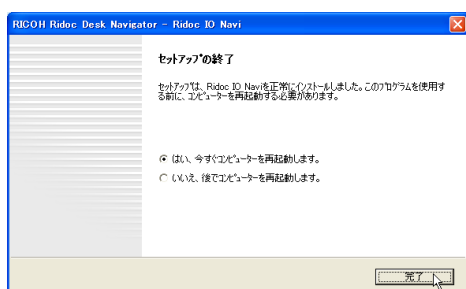 RICOH Ridoc Desk Navigator - Ridoc IO Navi
セットアップの終了
セットアップは、Ridoc IO Naviを正常にインストールしました。このプログラムを使用す
る前に、コンピューターを再起動する必要があります。
はい、今すぐコンピューターを再起動します。
いいえ、後でコンピューターを再起動します。
完了